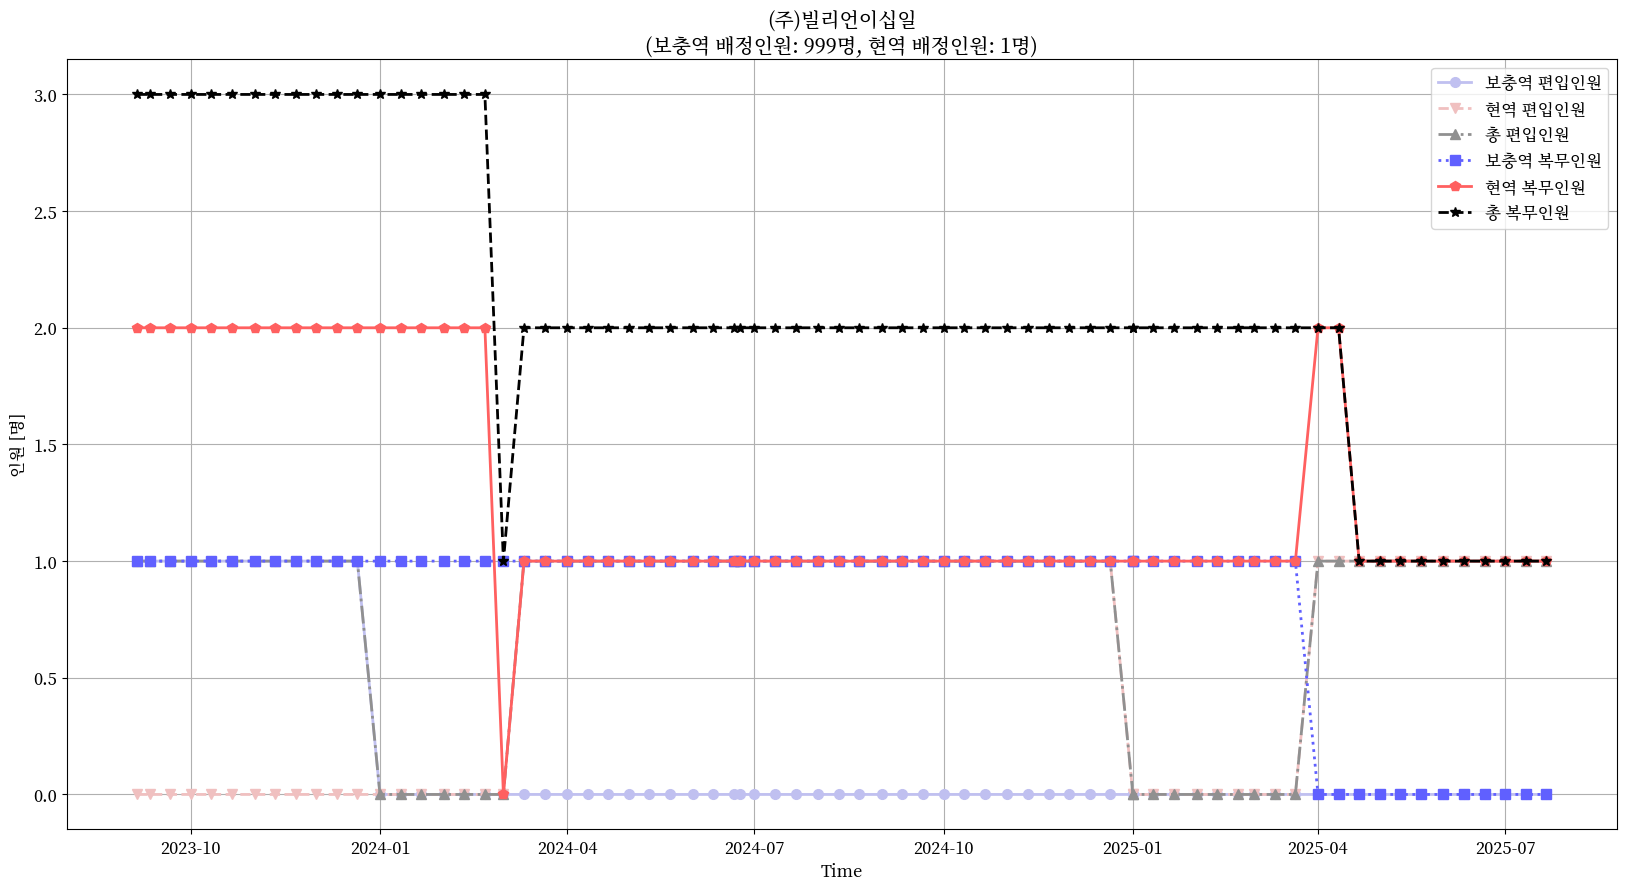 (주)빌리언이십일
(보충역 배정인원: 999명, 현역 배정인원: 1명)
보충역 편입인원
현역 편입인원
총 편입인원
보충역 복무인원
현역 복무인원
총 복무인원
인원 [명]
3.0
2.5
2.0
1.5
1.0
0.5
0.0
2023-10
2024-01
2024-04
2024-07
2024-10
2025-01
2025-04
2025-07
Time